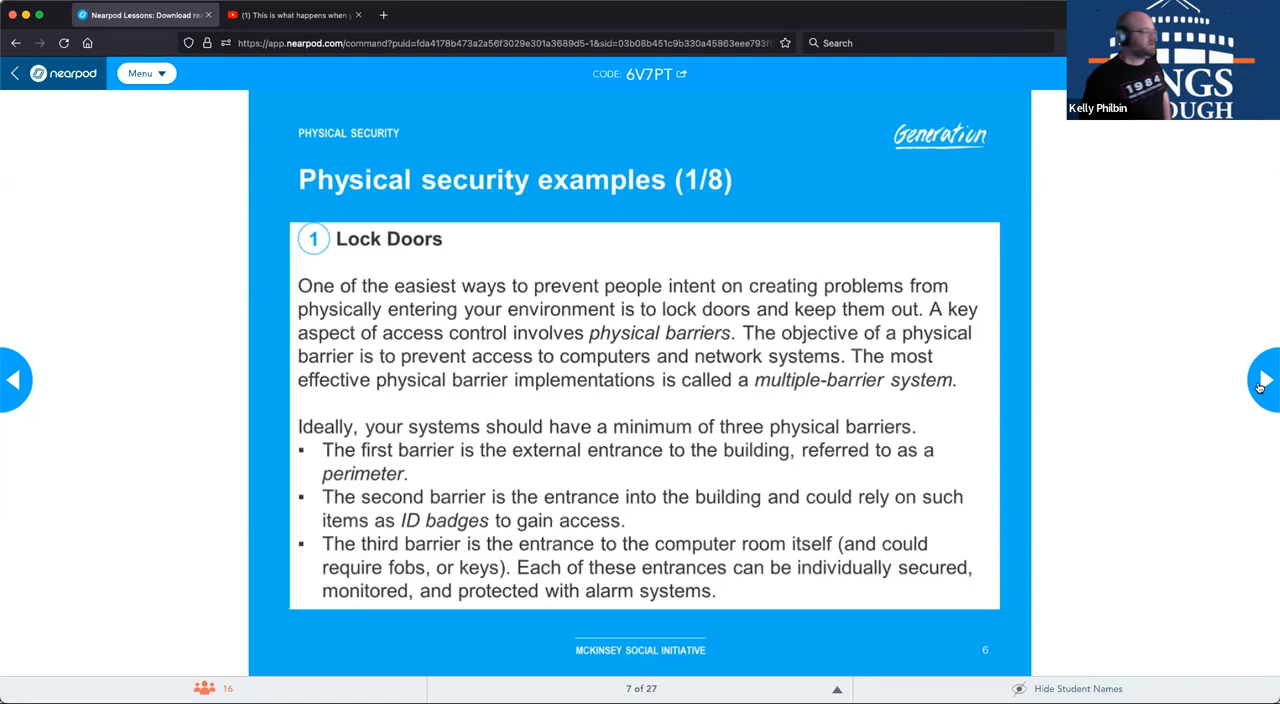 Nearpod Lessons: Download re
(1) This is what happens when
https://app.nearpod.com/command?puid=fda4178b473a2a56f3029e301a3689d5-1&sid=03b08b451c9b330a45863eee793f
Search
nearpod
Menu
CODE: 6V7PT
1984
NGS
OUGH
Kelly Philbin
PHYSICAL SECURITY
Generation
Physical security examples (1/8)
1 Lock Doors
One of the easiest ways to prevent people intent on creating problems from
physically entering your environment is to lock doors and keep them out. A key
aspect of access control involves physical barriers. The objective of a physical
barrier is to prevent access to computers and network systems. The most
effective physical barrier implementations is called a multiple-barrier system.
Ideally, your systems should have a minimum of three physical barriers.
▪ The first barrier is the external entrance to the building, referred to as a
perimeter.
▪ The second barrier is the entrance into the building and could rely on such
items as ID badges to gain access.
▪ The third barrier is the entrance to the computer room itself (and could
require fobs, or keys). Each of these entrances can be individually secured,
monitored, and protected with alarm systems.
MCKINSEY SOCIAL INITIATIVE
6
16
7 of 27
Hide Student Names